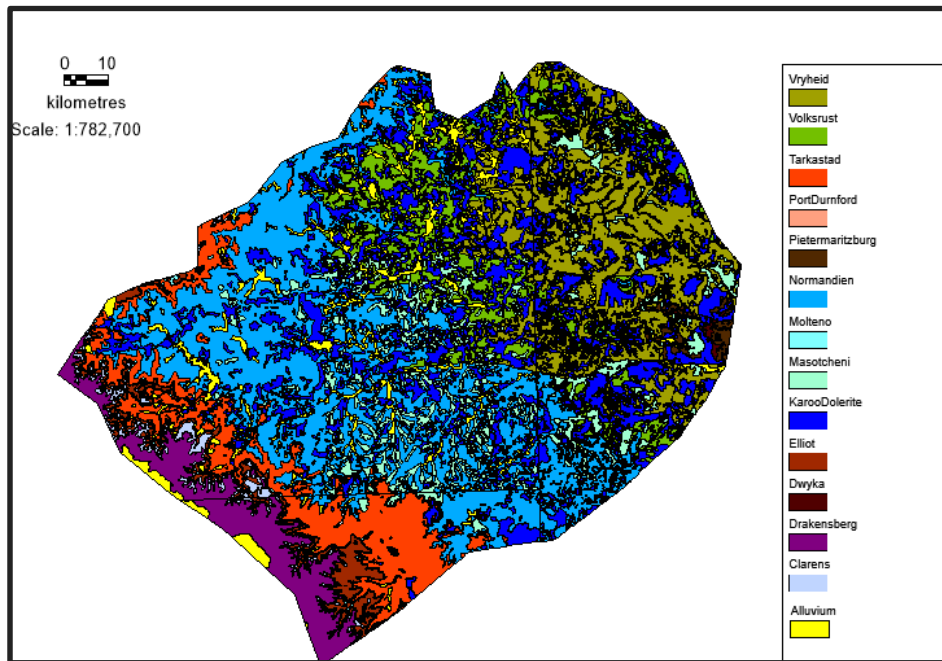 0 10
kilometres
Scale: 1:782,700
Vryheid
Volksrust
Tarkastad
PortDurnford
Pietermaritzburg
Normandien
Molteno
Masotcheni
KarooDolerite
Elliot
Dwyka
Drakensberg
Clarens
Alluvium